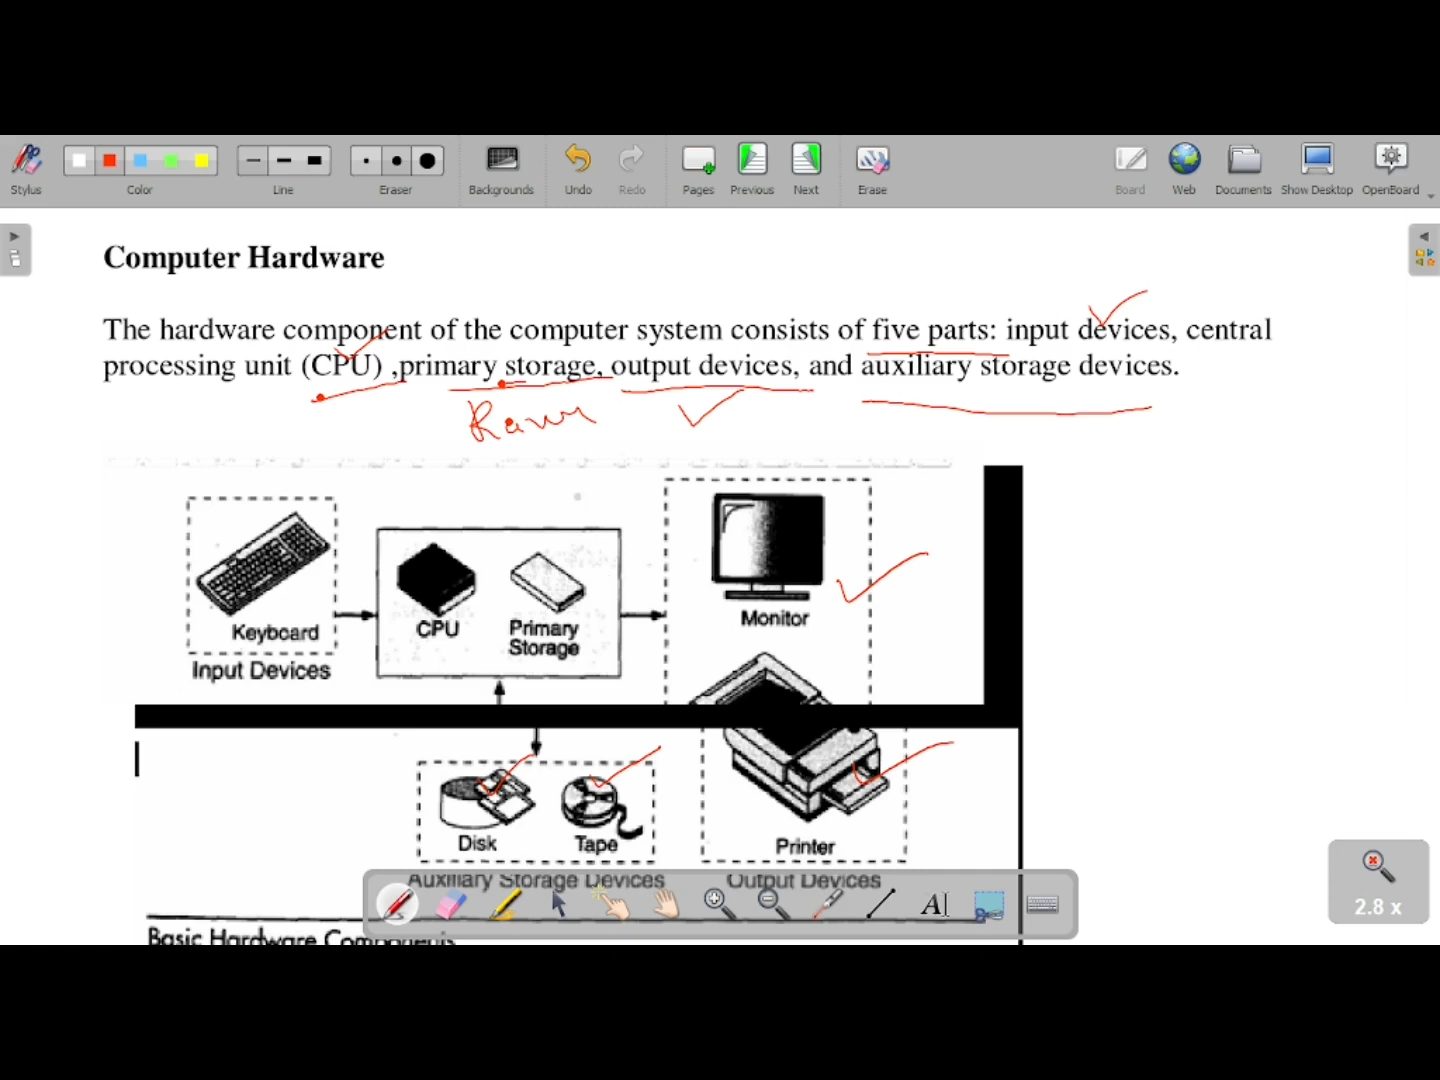 Stylus
Color
Line
Eraser
Backgrounds
Undo
Redo
Pages
Previous
Next
Erase
Board
Web
Documents
Show Desktop
OpenBoard
Computer Hardware
The hardware component of the computer system consists of five parts: input devices, central
processing unit (CPU) ,primary storage, output devices, and auxiliary storage devices.
Keyboard
Input Devices
CPU
Primary
Storage
Monitor
Disk
Tape
Printer
Auxiliary Storage Devices
Output Devices
A
2.8 x
Basic Hardware Components